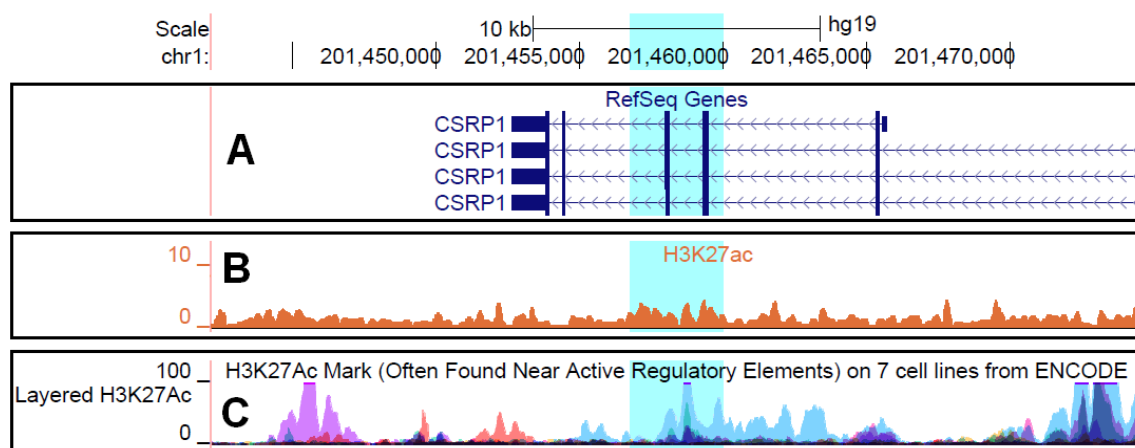 Scale 10 kb hg19
chr1: 201,450,000 201,455,000 201,460,000 201,465,000 201,470,000
A
RefSeq Genes
CSRP1
CSRP1
CSRP1
CSRP1
B
H3K27ac
10
0
C
H3K27Ac Mark (Often Found Near Active Regulatory Elements) on 7 cell lines from ENCODE
100
Layered H3K27Ac
0